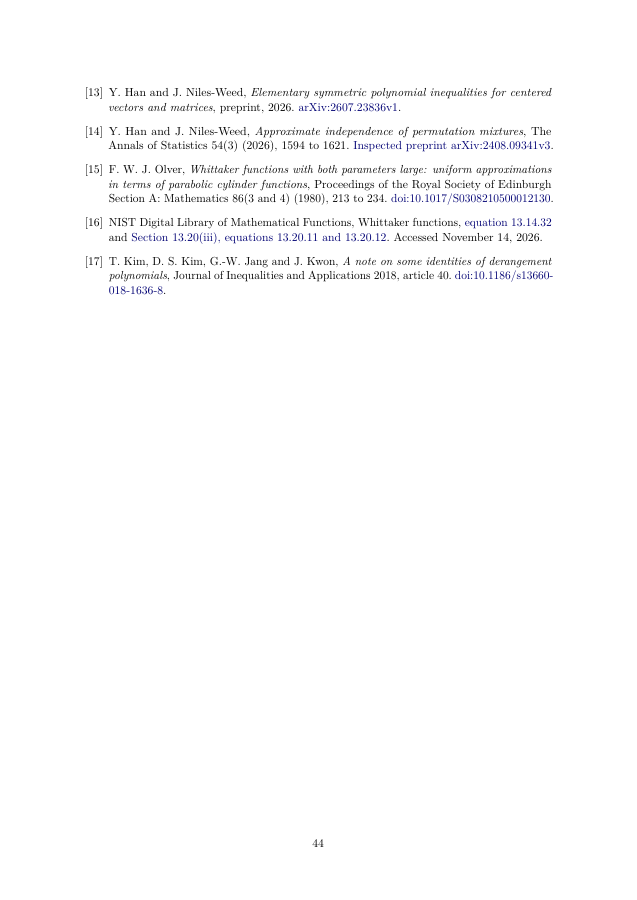 [13] Y. Han and J. Niles-Weed, Elementary symmetric polynomial inequalities for centered
vectors and matrices, preprint, 2026. arXiv:2607.23836v1.
[14] Y. Han and J. Niles-Weed, Approximate independence of permutation mixtures, The
Annals of Statistics 54(3) (2026), 1594 to 1621. Inspected preprint arXiv:2408.09341v3.
[15] F. W. J. Olver, Whittaker functions with both parameters large: uniform approximations
in terms of parabolic cylinder functions, Proceedings of the Royal Society of Edinburgh
Section A: Mathematics 86(3 and 4) (1980), 213 to 234. doi:10.1017/S0308210500012130.
[16] NIST Digital Library of Mathematical Functions, Whittaker functions, equation 13.14.32
and Section 13.20(iii), equations 13.20.11 and 13.20.12. Accessed November 14, 2026.
[17] T. Kim, D. S. Kim, G.-W. Jang and J. Kwon, A note on some identities of derangement
polynomials, Journal of Inequalities and Applications 2018, article 40. doi:10.1186/s13660-
018-1636-8.
44